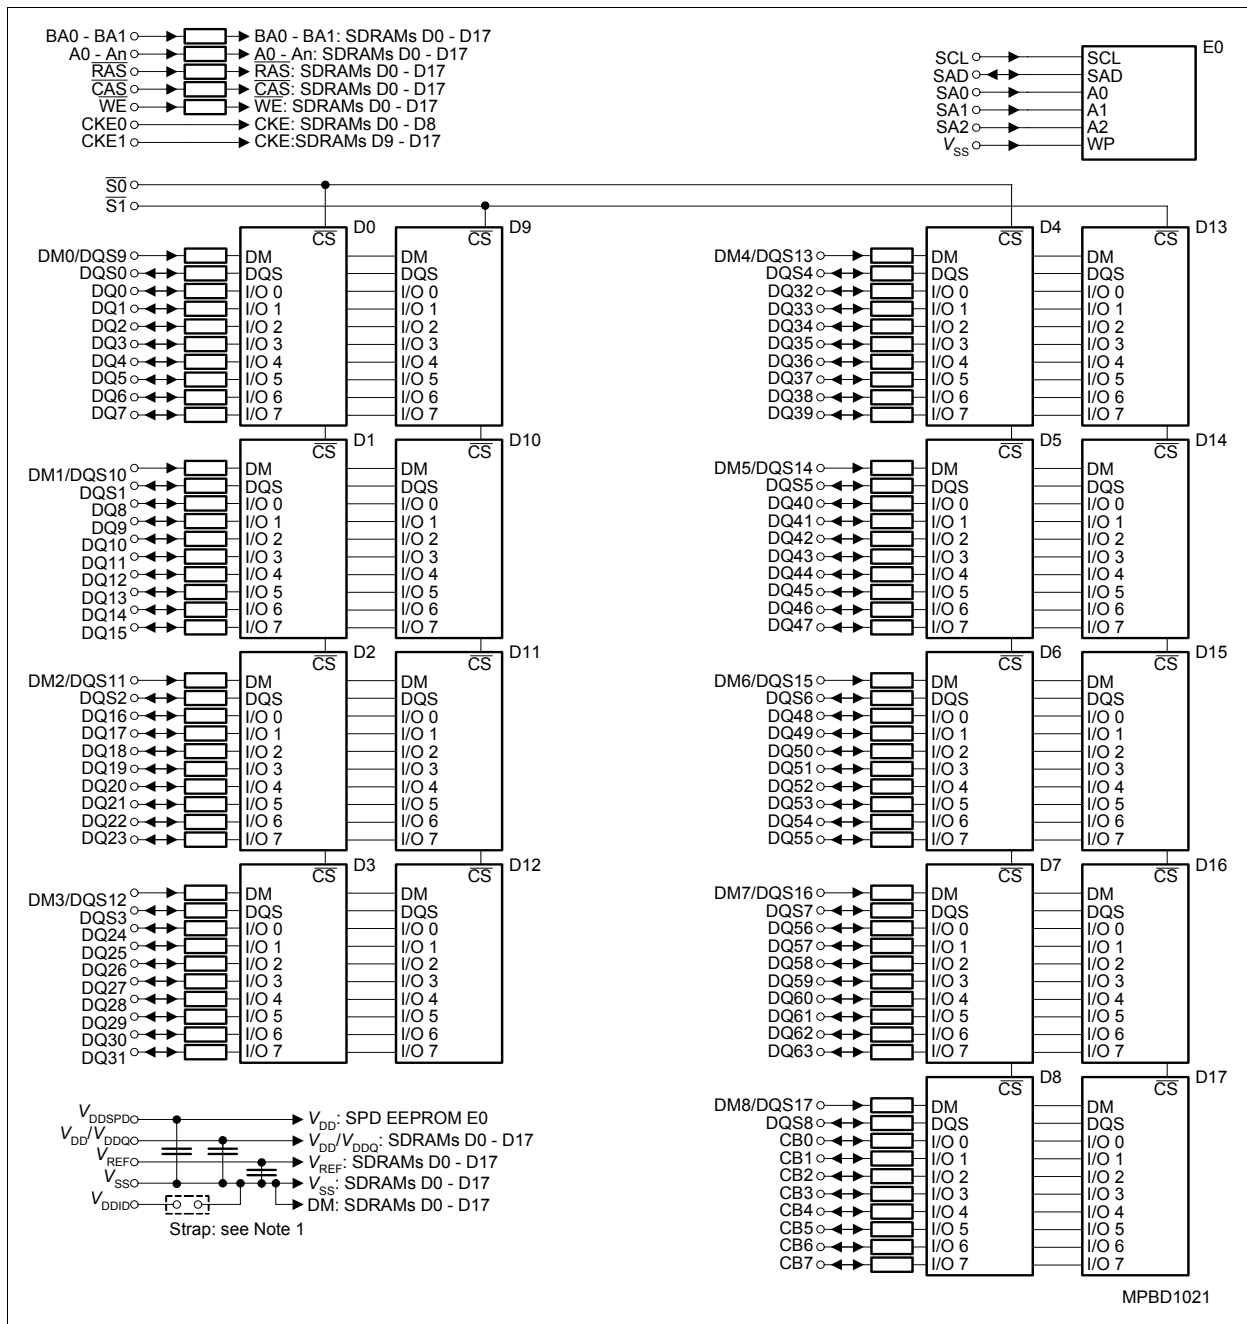 BA0 - BA1 BA0 - BA1: SDRAMs D0 - D17
A0 - An A0 - An: SDRAMs D0 - D17
RAS RAS: SDRAMs D0 - D17
CAS CAS: SDRAMs D0 - D17
WE WE: SDRAMs D0 - D17
CKE0 CKE: SDRAMs D0 - D8
CKE1 CKE:SDRAMs D9 - D17
E0
SCL SCL
SAD SAD
SA0 A0
SA1 A1
SA2 A2
VSS WP
S0
S1
D0 D9
CS CS
DM0/DQS9 DM DM
DQS0 DQS DQS
DQ0 I/O 0 I/O 0
DQ1 I/O 1 I/O 1
DQ2 I/O 2 I/O 2
DQ3 I/O 3 I/O 3
DQ4 I/O 4 I/O 4
DQ5 I/O 5 I/O 5
DQ6 I/O 6 I/O 6
DQ7 I/O 7 I/O 7
D1 D10
CS CS
DM1/DQS10 DM DM
DQS1 DQS DQS
DQ8 I/O 0 I/O 0
DQ9 I/O 1 I/O 1
DQ10 I/O 2 I/O 2
DQ11 I/O 3 I/O 3
DQ12 I/O 4 I/O 4
DQ13 I/O 5 I/O 5
DQ14 I/O 6 I/O 6
DQ15 I/O 7 I/O 7
D2 D11
CS CS
DM2/DQS11 DM DM
DQS2 DQS DQS
DQ16 I/O 0 I/O 0
DQ17 I/O 1 I/O 1
DQ18 I/O 2 I/O 2
DQ19 I/O 3 I/O 3
DQ20 I/O 4 I/O 4
DQ21 I/O 5 I/O 5
DQ22 I/O 6 I/O 6
DQ23 I/O 7 I/O 7
D3 D12
CS CS
DM3/DQS12 DM DM
DQS3 DQS DQS
DQ24 I/O 0 I/O 0
DQ25 I/O 1 I/O 1
DQ26 I/O 2 I/O 2
DQ27 I/O 3 I/O 3
DQ28 I/O 4 I/O 4
DQ29 I/O 5 I/O 5
DQ30 I/O 6 I/O 6
DQ31 I/O 7 I/O 7
VDDSPD VDD: SPD EEPROM E0
VDD/VDDQ VDD/VDDQ: SDRAMs D0 - D17
VREF VREF: SDRAMs D0 - D17
VSS VSS: SDRAMs D0 - D17
VDDID DM: SDRAMs D0 - D17
Strap: see Note 1
D4 D13
CS CS
DM4/DQS13 DM DM
DQS4 DQS DQS
DQ32 I/O 0 I/O 0
DQ33 I/O 1 I/O 1
DQ34 I/O 2 I/O 2
DQ35 I/O 3 I/O 3
DQ36 I/O 4 I/O 4
DQ37 I/O 5 I/O 5
DQ38 I/O 6 I/O 6
DQ39 I/O 7 I/O 7
D5 D14
CS CS
DM5/DQS14 DM DM
DQS5 DQS DQS
DQ40 I/O 0 I/O 0
DQ41 I/O 1 I/O 1
DQ42 I/O 2 I/O 2
DQ43 I/O 3 I/O 3
DQ44 I/O 4 I/O 4
DQ45 I/O 5 I/O 5
DQ46 I/O 6 I/O 6
DQ47 I/O 7 I/O 7
D6 D15
CS CS
DM6/DQS15 DM DM
DQS6 DQS DQS
DQ48 I/O 0 I/O 0
DQ49 I/O 1 I/O 1
DQ50 I/O 2 I/O 2
DQ51 I/O 3 I/O 3
DQ52 I/O 4 I/O 4
DQ53 I/O 5 I/O 5
DQ54 I/O 6 I/O 6
DQ55 I/O 7 I/O 7
D7 D16
CS CS
DM7/DQS16 DM DM
DQS7 DQS DQS
DQ56 I/O 0 I/O 0
DQ57 I/O 1 I/O 1
DQ58 I/O 2 I/O 2
DQ59 I/O 3 I/O 3
DQ60 I/O 4 I/O 4
DQ61 I/O 5 I/O 5
DQ62 I/O 6 I/O 6
DQ63 I/O 7 I/O 7
D8 D17
CS CS
DM8/DQS17 DM DM
DQS8 DQS DQS
CB0 I/O 0 I/O 0
CB1 I/O 1 I/O 1
CB2 I/O 2 I/O 2
CB3 I/O 3 I/O 3
CB4 I/O 4 I/O 4
CB5 I/O 5 I/O 5
CB6 I/O 6 I/O 6
CB7 I/O 7 I/O 7
MPBD1021